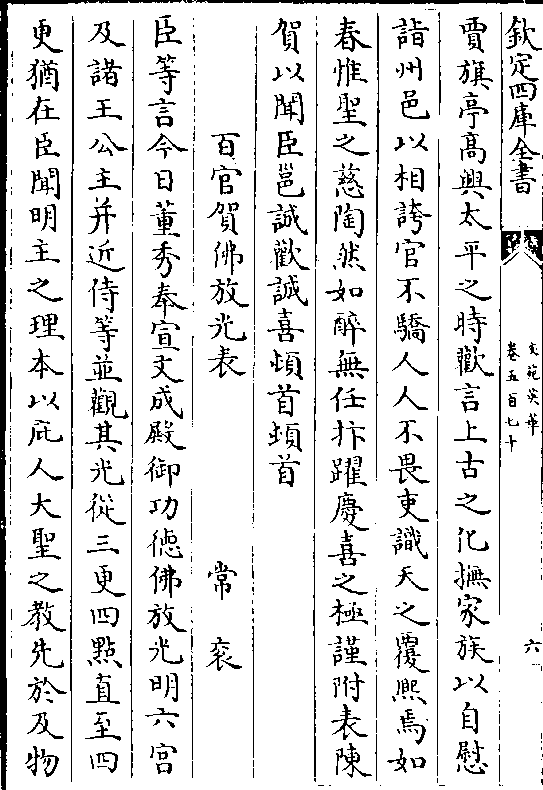 欽定四庫全書
文苑英華
卷五百七十
六
賈旗亭高興太平之時歡言上古之化撫家族以自慰
詣州邑以相誇官不驕人人不畏吏識天之覆熈焉如
春惟聖之慈陶然如醉無任抃躍慶喜之極謹附表陳
賀以聞臣邕誠歡誠喜頓首頓首
百官賀佛放光表
常袞
臣等言今日董秀奉宣文成殿御功徳佛放光明六宫
及諸王公主并近侍等並觀其光從三更四㸃直至四
更猶在臣聞明主之理本以庇人大聖之教先於及物